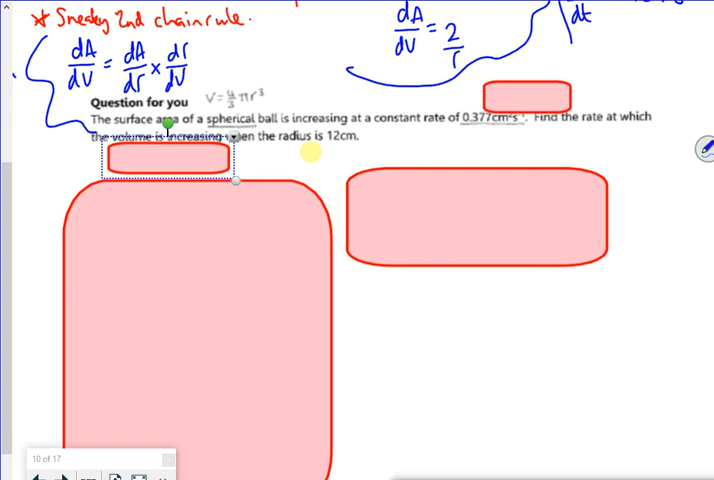 * Sneaky 2nd chain rule.
dA/dV = dA/dr × dr/dV
dA/dV = 2/r
dt
Question for you V = 4/3 πr³
The surface area of a spherical ball is increasing at a constant rate of 0.377cm²s⁻¹. Find the rate at which
the volume is increasing when the radius is 12cm.
10 of 17